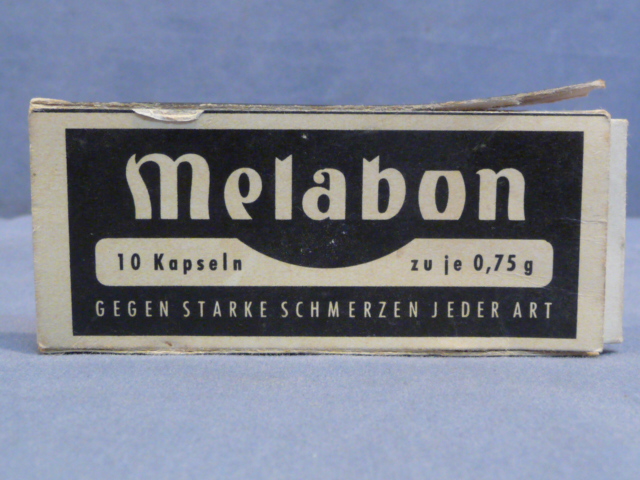 Melabon
10 Kapseln zu je 0,75 g
GEGEN STARKE SCHMERZEN JEDER ART